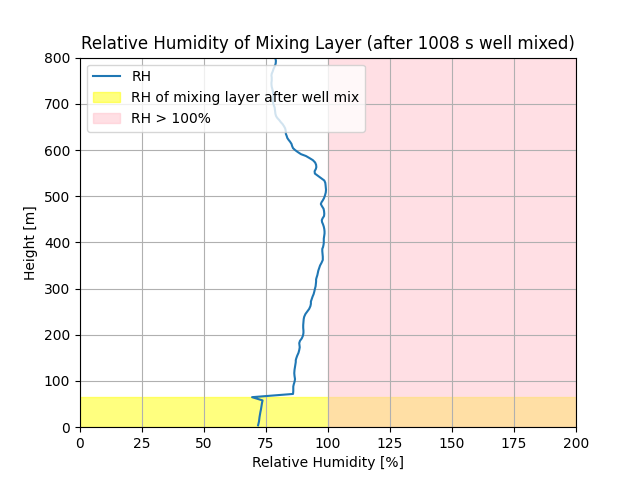 Relative Humidity of Mixing Layer (after 1008 s well mixed)
800
700
600
500
400
300
200
100
0
Height [m]
RH
RH of mixing layer after well mix
RH > 100%
0 25 50 75 100 125 150 175 200
Relative Humidity [%]